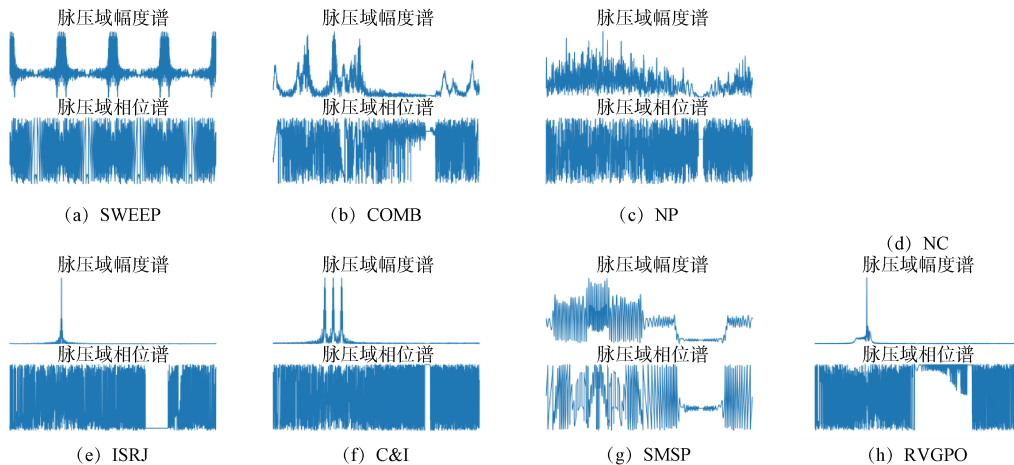 脉压域幅度谱 脉压域幅度谱 脉压域幅度谱
脉压域相位谱 脉压域相位谱 脉压域相位谱
（a）SWEEP （b）COMB （c）NP
（d）NC
脉压域幅度谱 脉压域幅度谱 脉压域幅度谱 脉压域幅度谱
脉压域相位谱 脉压域相位谱 脉压域相位谱 脉压域相位谱
（e）ISRJ （f）C&I （g）SMSP （h）RVGPO